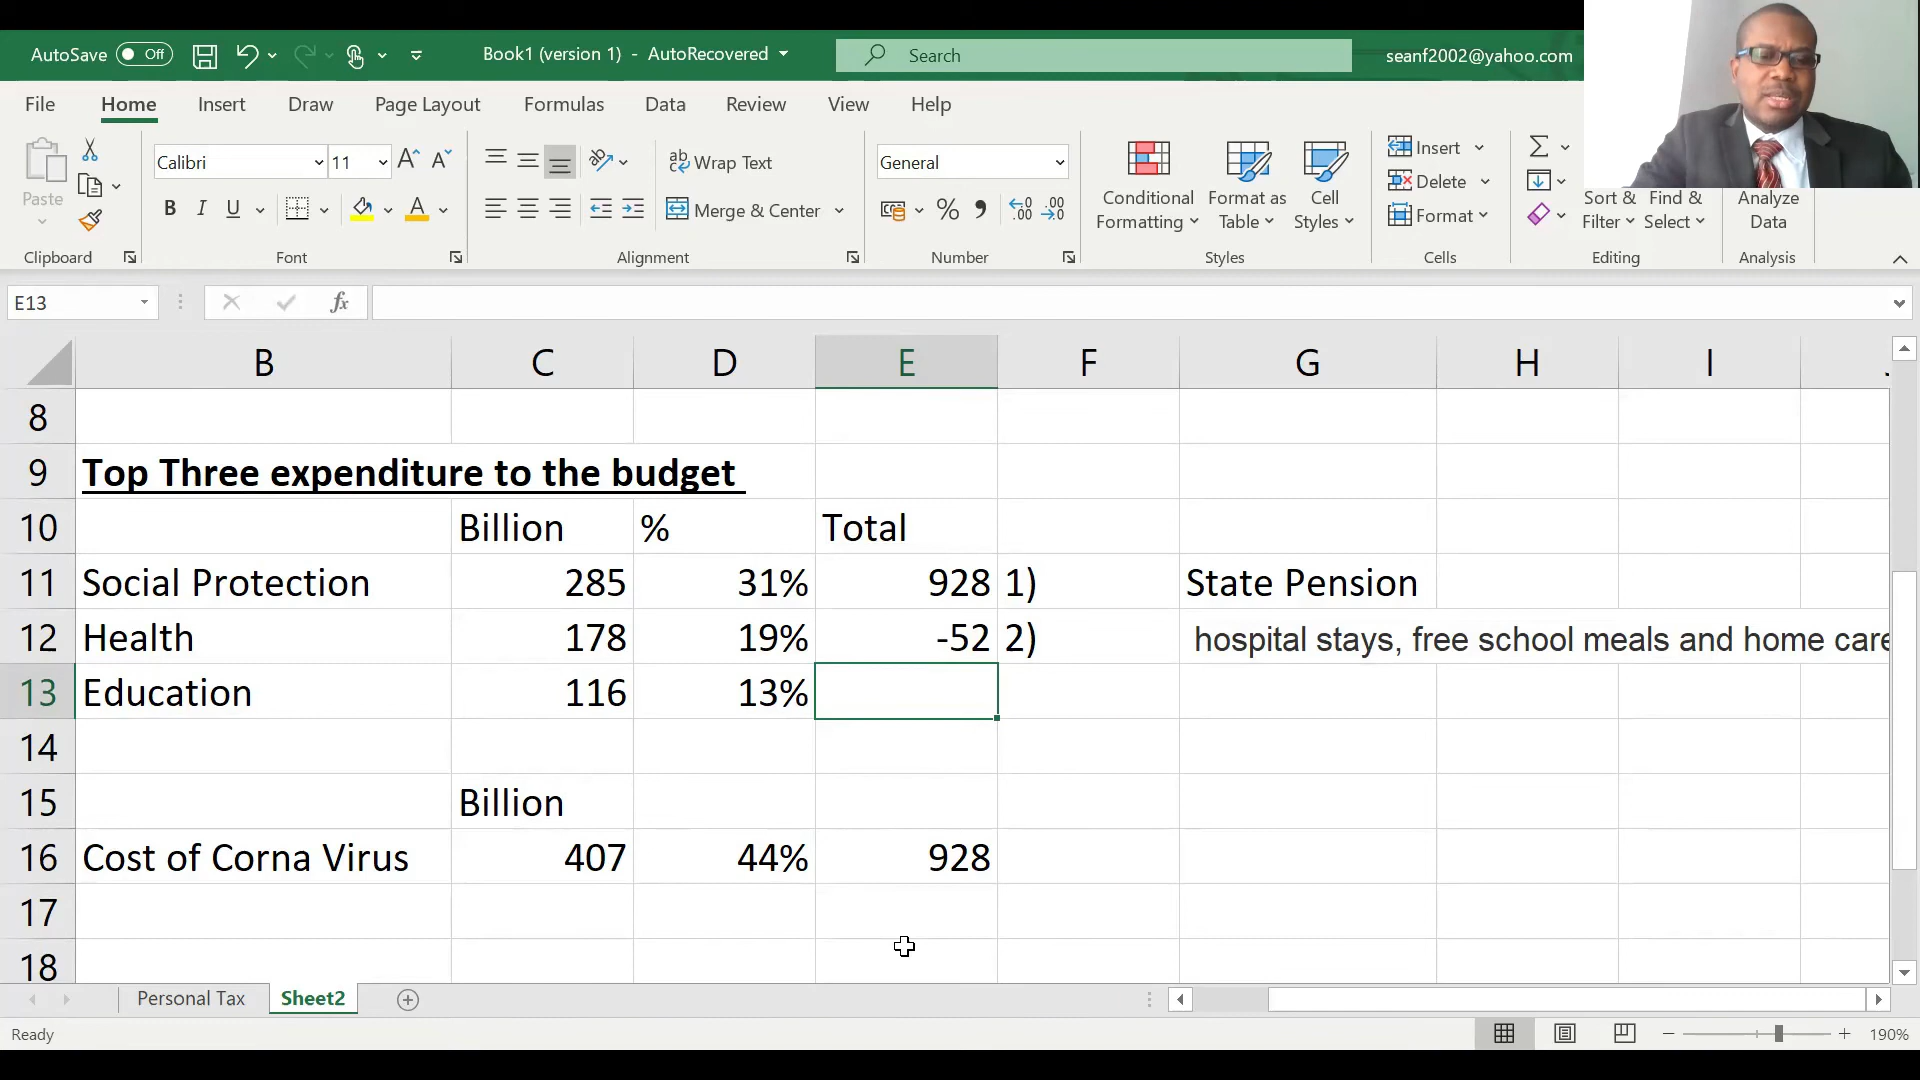 AutoSave Off Book1 (version 1) - AutoRecovered Search seanf2002@yahoo.com
File Home Insert Draw Page Layout Formulas Data Review View Help
Calibri 11 Wrap Text General Insert
Paste Conditional Format as Cell Delete
B I U Merge & Center % Formatting Table Styles Format Sort & Find & Analyze
Filter Select Data
Clipboard Font Alignment Number Styles Cells Editing Analysis
E13 fx
B C D E F G H I
8
9 Top Three expenditure to the budget
10 Billion % Total
11 Social Protection 285 31% 928 1) State Pension
12 Health 178 19% -52 2) hospital stays, free school meals and home care
13 Education 116 13%
14
15 Billion
16 Cost of Corna Virus 407 44% 928
17
18
Personal Tax Sheet2
Ready 190%